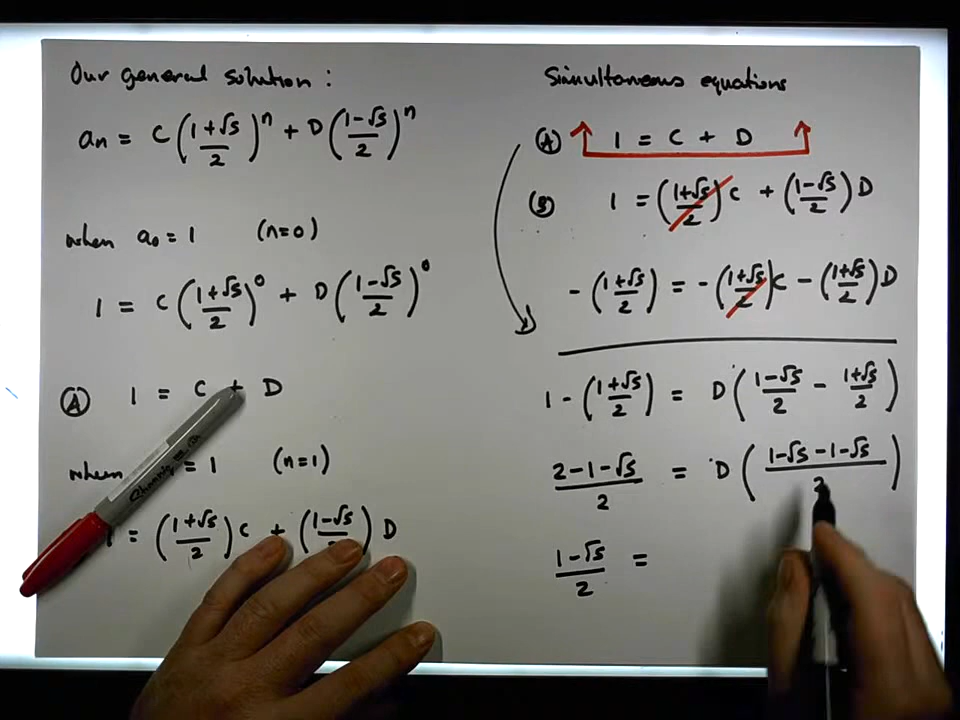 Our general solution :
an = C (1+√5/2)^n + D (1-√5/2)^n
when a0 = 1 (n=0)
1 = C (1+√5/2)^0 + D (1-√5/2)^0
(A) 1 = C + D
when = 1 (n=1)
= (1+√5/2) C + (1-√5/2) D
Simultaneous equations
(A) 1 = C + D
(B) 1 = (1+√5/2) C + (1-√5/2) D
- (1+√5/2) = - (1+√5/2) C - (1+√5/2) D
1 - (1+√5/2) = D (1-√5/2 - 1+√5/2)
2-1-√5/2 = D (1-√5-1-√5/2)
1-√5/2 =